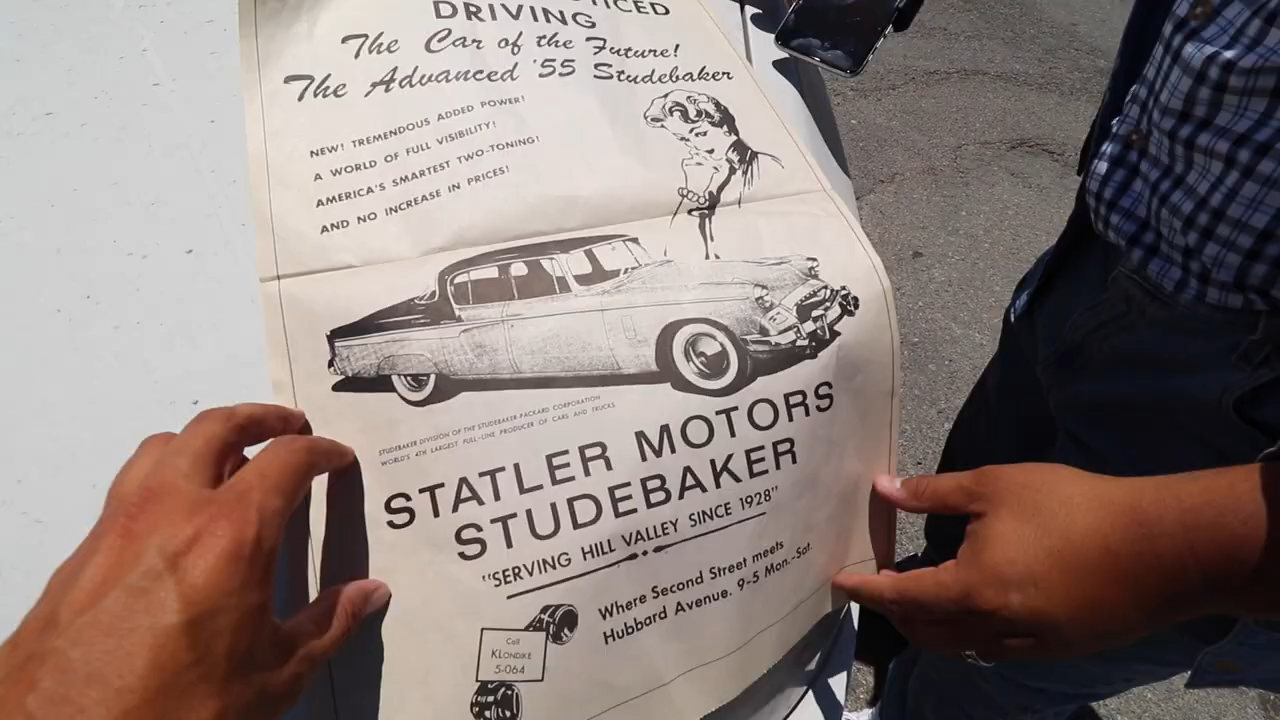 DRIVING
The Car of the Future!
The Advanced '55 Studebaker
NEW! TREMENDOUS ADDED POWER!
A WORLD OF FULL VISIBILITY!
AMERICA'S SMARTEST TWO-TONING!
AND NO INCREASE IN PRICES!
STUDEBAKER DIVISION OF THE STUDEBAKER-PACKARD CORPORATION
WORLD'S 4TH LARGEST FULL-LINE PRODUCER OF CARS AND TRUCKS
STATLER MOTORS
STUDEBAKER
"SERVING HILL VALLEY SINCE 1928"
Where Second Street meets
Hubbard Avenue. 9-5 Mon.-Sat.
Call
KLONDIKE
5-064